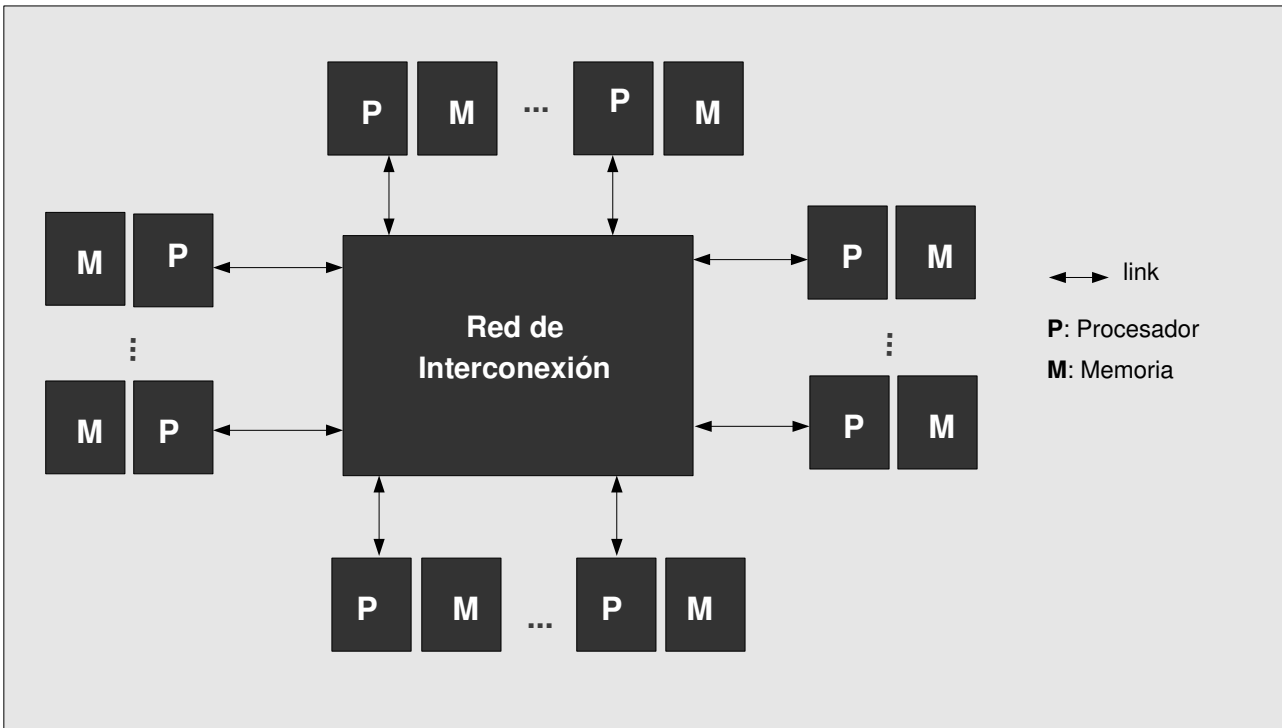 P M ... P M
M P
P M
Red de
Interconexión
link
P: Procesador
M: Memoria
...
...
M P
P M
P M ... P M